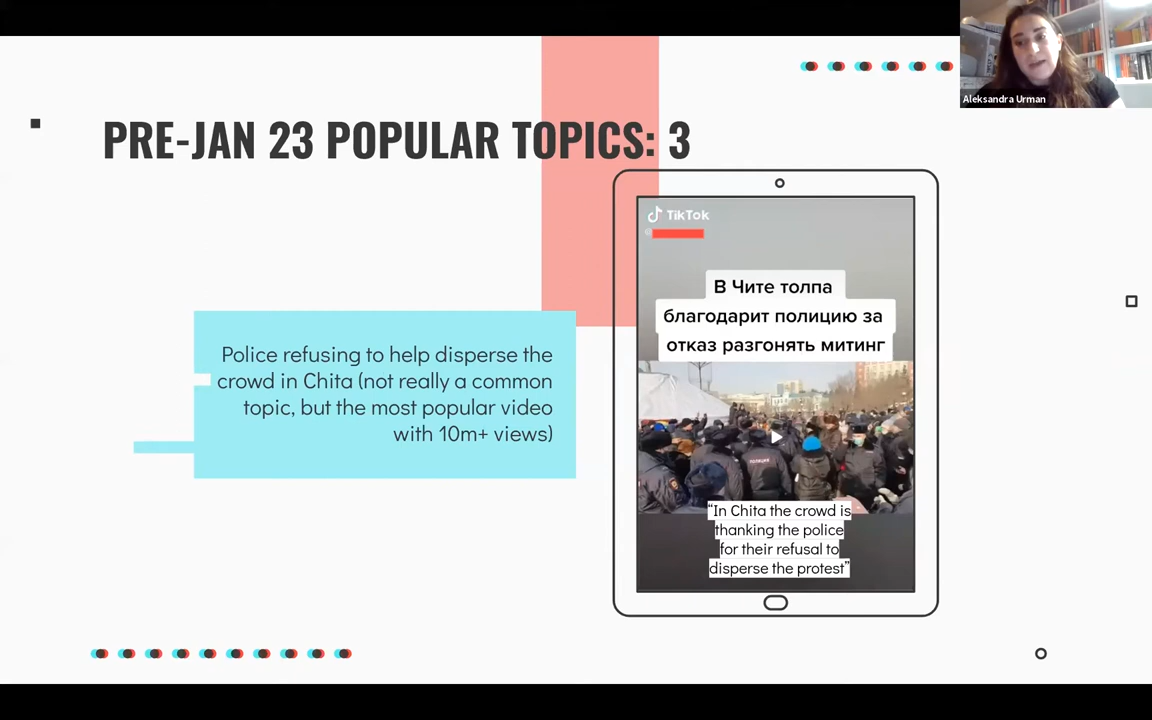 Aleksandra Urman
PRE-JAN 23 POPULAR TOPICS: 3
TikTok
В Чите толпа
благодарит полицию за
отказ разгонять митинг
Police refusing to help disperse the
crowd in Chita (not really a common
topic, but the most popular video
with 10m+ views)
ПОЛИЦИЯ
“In Chita the crowd is
thanking the police
for their refusal to
disperse the protest”